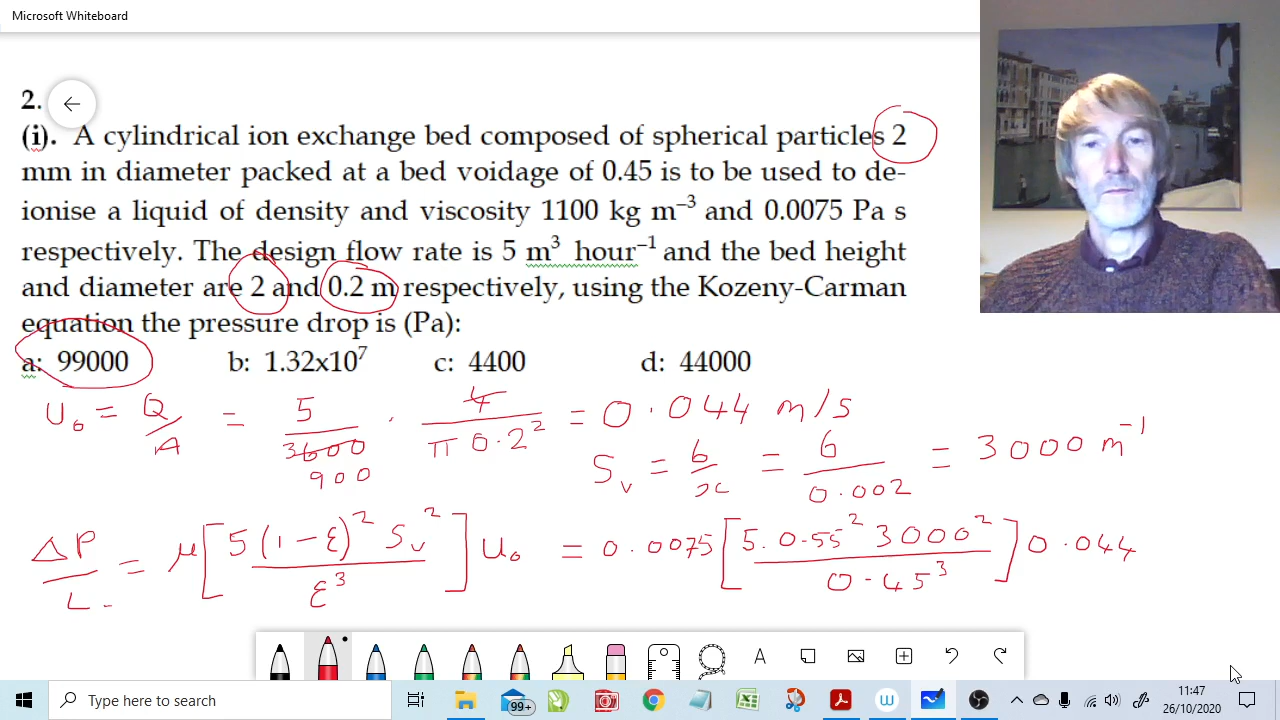 Microsoft Whiteboard
2.
(i). A cylindrical ion exchange bed composed of spherical particles 2
mm in diameter packed at a bed voidage of 0.45 is to be used to de-
ionise a liquid of density and viscosity 1100 kg m⁻³ and 0.0075 Pa s
respectively. The design flow rate is 5 m³ hour⁻¹ and the bed height
and diameter are 2 and 0.2 m respectively, using the Kozeny-Carman
equation the pressure drop is (Pa):
a: 99000 b: 1.32x10⁷ c: 4400 d: 44000
U₀ = Q/A = 5/3600 · 4/π 0.2² = 0.044 m/s
900
Sᵥ = 6/x = 6/0.002 = 3000 m⁻¹
ΔP/L = μ[5(1-ε)² Sᵥ²/ε³] U₀ = 0.0075 [5.0.55² 3000²/0.45³] 0.044
A
99+
W
Type here to search
11:47
26/10/2020